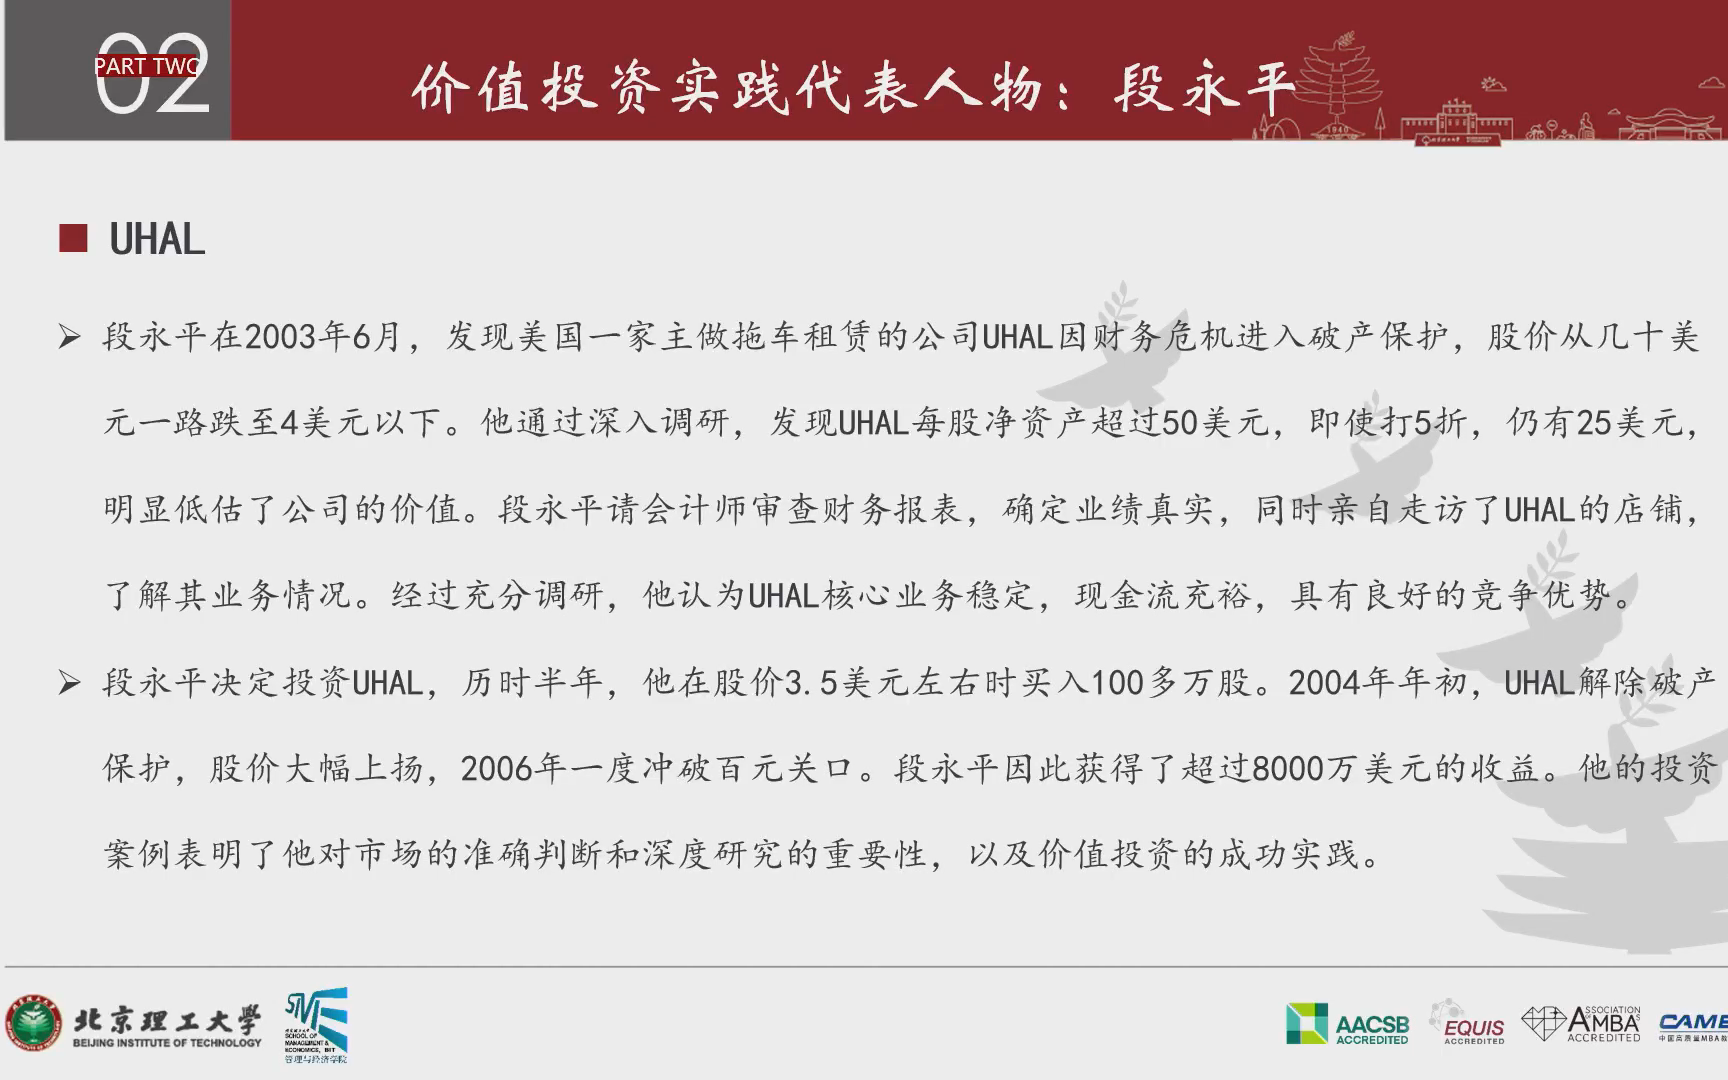 02
PART TWO
价值投资实践代表人物：段永平
1940
UHAL
段永平在2003年6月，发现美国一家主做拖车租赁的公司UHAL因财务危机进入破产保护，股价从几十美
元一路跌至4美元以下。他通过深入调研，发现UHAL每股净资产超过50美元，即使打5折，仍有25美元，
明显低估了公司的价值。段永平请会计师审查财务报表，确定业绩真实，同时亲自走访了UHAL的店铺，
了解其业务情况。经过充分调研，他认为UHAL核心业务稳定，现金流充裕，具有良好的竞争优势。
段永平决定投资UHAL，历时半年，他在股价3.5美元左右时买入100多万股。2004年年初，UHAL解除破产
保护，股价大幅上扬，2006年一度冲破百元关口。段永平因此获得了超过8000万美元的收益。他的投资
案例表明了他对市场的准确判断和深度研究的重要性，以及价值投资的成功实践。
北京理工大学
BEIJING INSTITUTE OF TECHNOLOGY
SCHOOL OF
MANAGEMENT &
ECONOMICS, BIT
管理与经济学院
AACSB
ACCREDITED
EQUIS
ACCREDITED
ASSOCIATION
AMBA
ACCREDITED
CAME
中国高质量MBA教